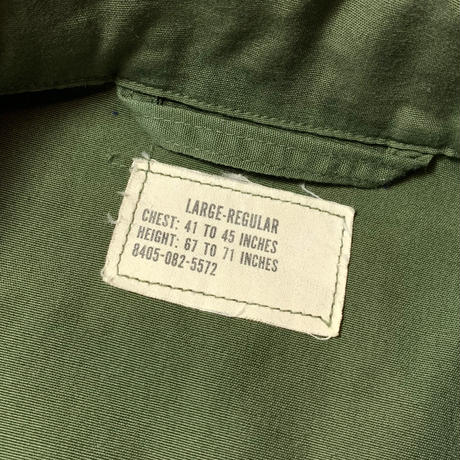 LARGE-REGULAR
CHEST: 41 TO 45 INCHES
HEIGHT: 67 TO 71 INCHES
8405-082-5572